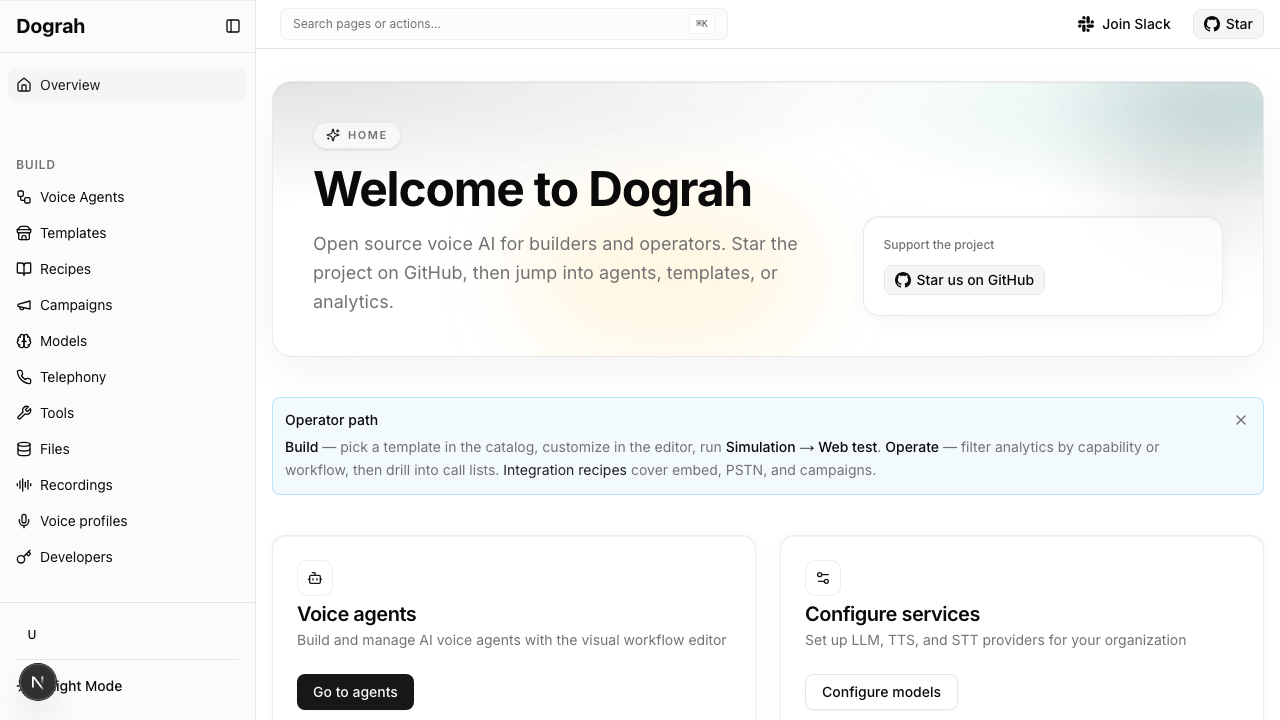 Dograh
Search pages or actions...
⌘K
Join Slack
Star
Overview
BUILD
Voice Agents
Templates
Recipes
Campaigns
Models
Telephony
Tools
Files
Recordings
Voice profiles
Developers
U
N
ight Mode
HOME
Welcome to Dograh
Open source voice AI for builders and operators. Star the
project on GitHub, then jump into agents, templates, or
analytics.
Support the project
Star us on GitHub
Operator path
Build — pick a template in the catalog, customize in the editor, run Simulation → Web test. Operate — filter analytics by capability or
workflow, then drill into call lists. Integration recipes cover embed, PSTN, and campaigns.
Voice agents
Build and manage AI voice agents with the visual workflow editor
Go to agents
Configure services
Set up LLM, TTS, and STT providers for your organization
Configure models